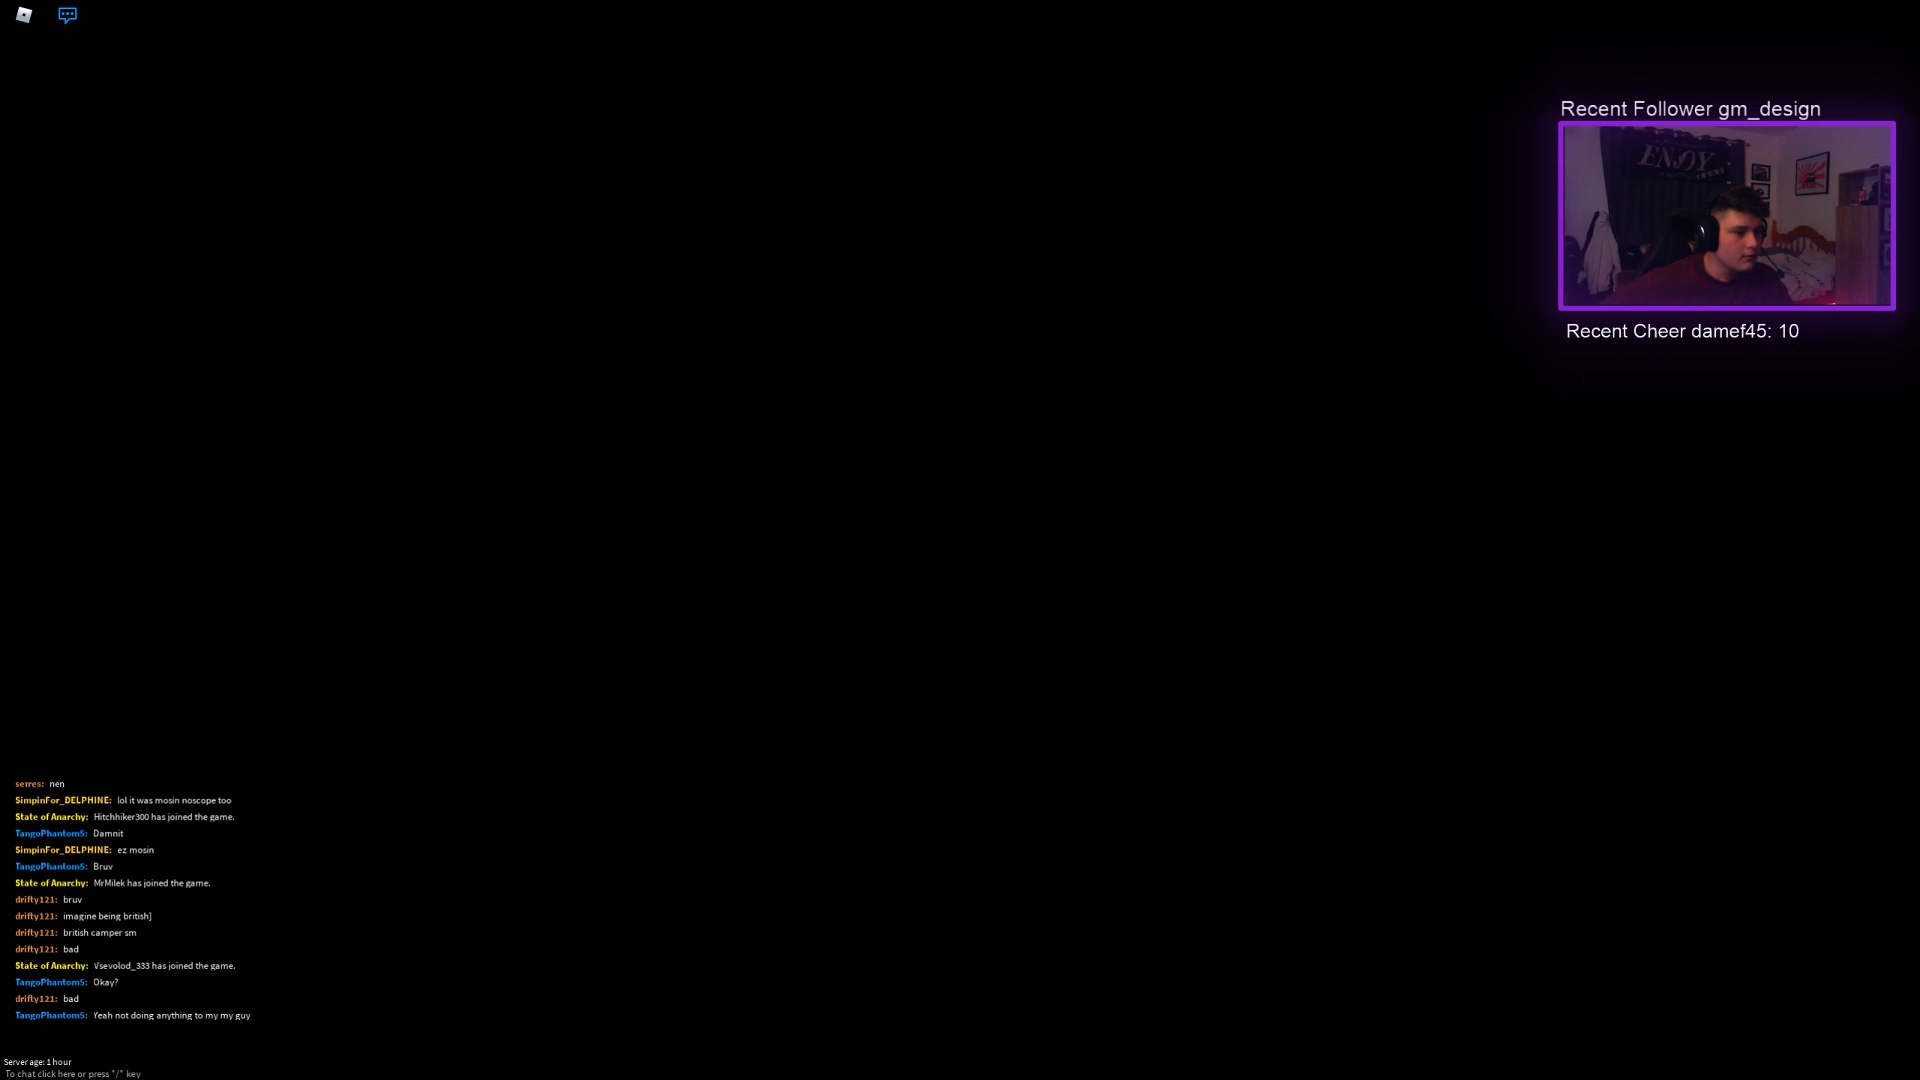 Recent Follower gm_design
ENJOY
Recent Cheer damef45: 10
serres: nen
SimpinFor_DELPHINE: lol it was mosin noscope too
State of Anarchy: Hitchhiker300 has joined the game.
TangoPhantom5: Damnit
SimpinFor_DELPHINE: ez mosin
TangoPhantom5: Bruv
State of Anarchy: MrMilek has joined the game.
drifty121: bruv
drifty121: imagine being british]
drifty121: british camper sm
drifty121: bad
State of Anarchy: Vsevolod_333 has joined the game.
TangoPhantom5: Okay?
drifty121: bad
TangoPhantom5: Yeah not doing anything to my my guy
Server age: 1 hour
To chat click here or press "/" key